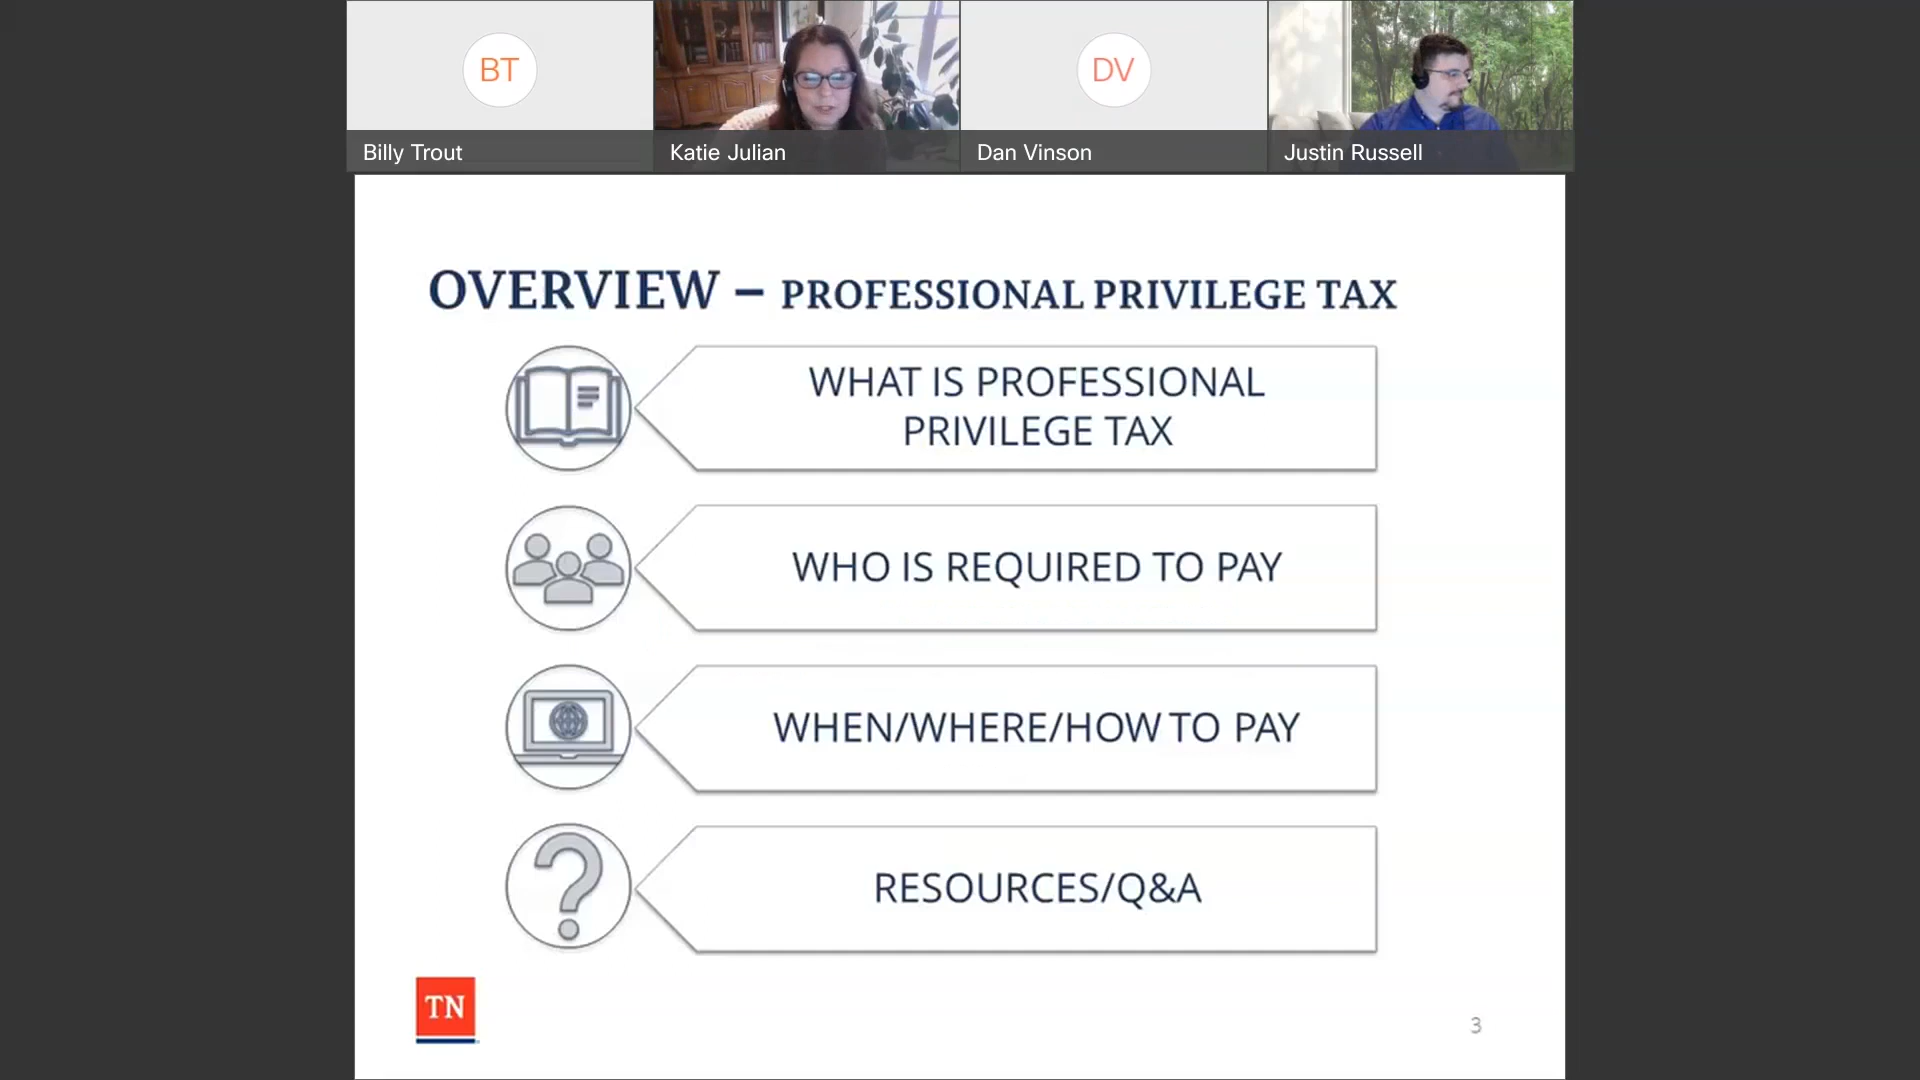 BT
DV
Billy Trout
Katie Julian
Dan Vinson
Justin Russell
OVERVIEW – PROFESSIONAL PRIVILEGE TAX
WHAT IS PROFESSIONAL
PRIVILEGE TAX
WHO IS REQUIRED TO PAY
WHEN/WHERE/HOW TO PAY
RESOURCES/Q&A
TN
3